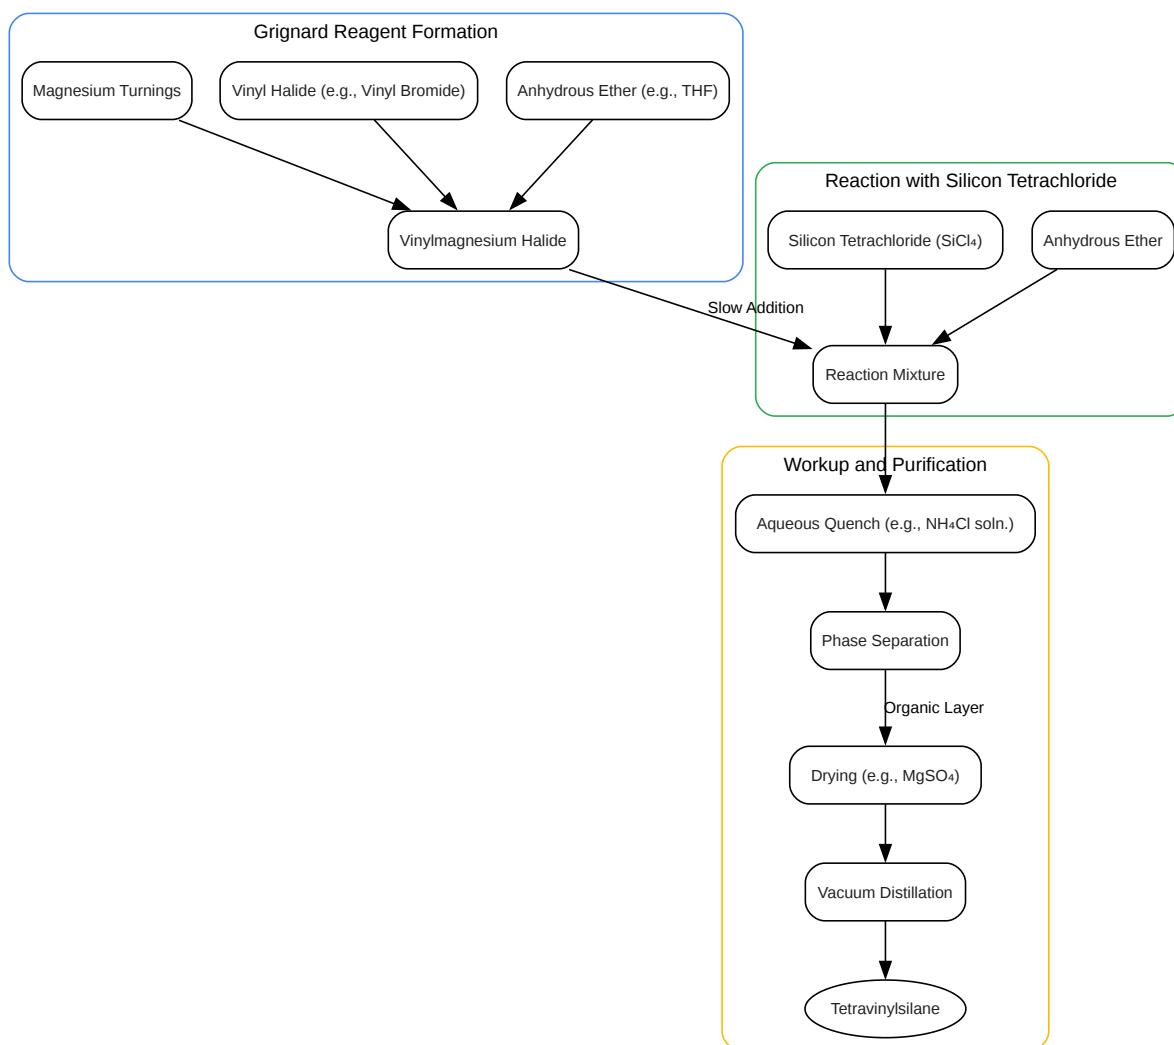 Grignard Reagent Formation
Magnesium Turnings
Vinyl Halide (e.g., Vinyl Bromide)
Anhydrous Ether (e.g., THF)
Vinylmagnesium Halide
Reaction with Silicon Tetrachloride
Silicon Tetrachloride (SiCl₄)
Anhydrous Ether
Slow Addition
Reaction Mixture
Workup and Purification
Aqueous Quench (e.g., NH₄Cl soln.)
Phase Separation
Organic Layer
Drying (e.g., MgSO₄)
Vacuum Distillation
Tetravinylsilane